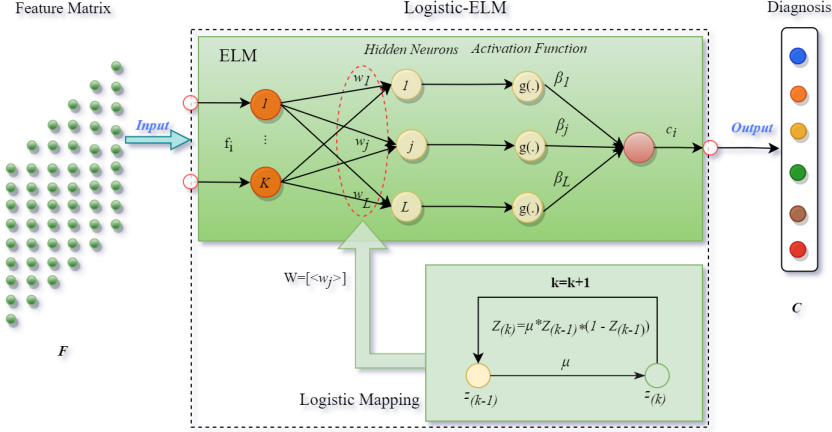 Feature Matrix
Logistic-ELM
Diagnosis
ELM
Hidden Neurons
Activation Function
w1
1
1
g(.)
β1
Input
fi
⋮
wj
j
g(.)
βj
ci
Output
K
wL
L
g(.)
βL
W=[<wj>]
k=k+1
Z(k)=μ*Z(k-1)*(1 - Z(k-1))
μ
z(k-1)
z(k)
Logistic Mapping
F
C